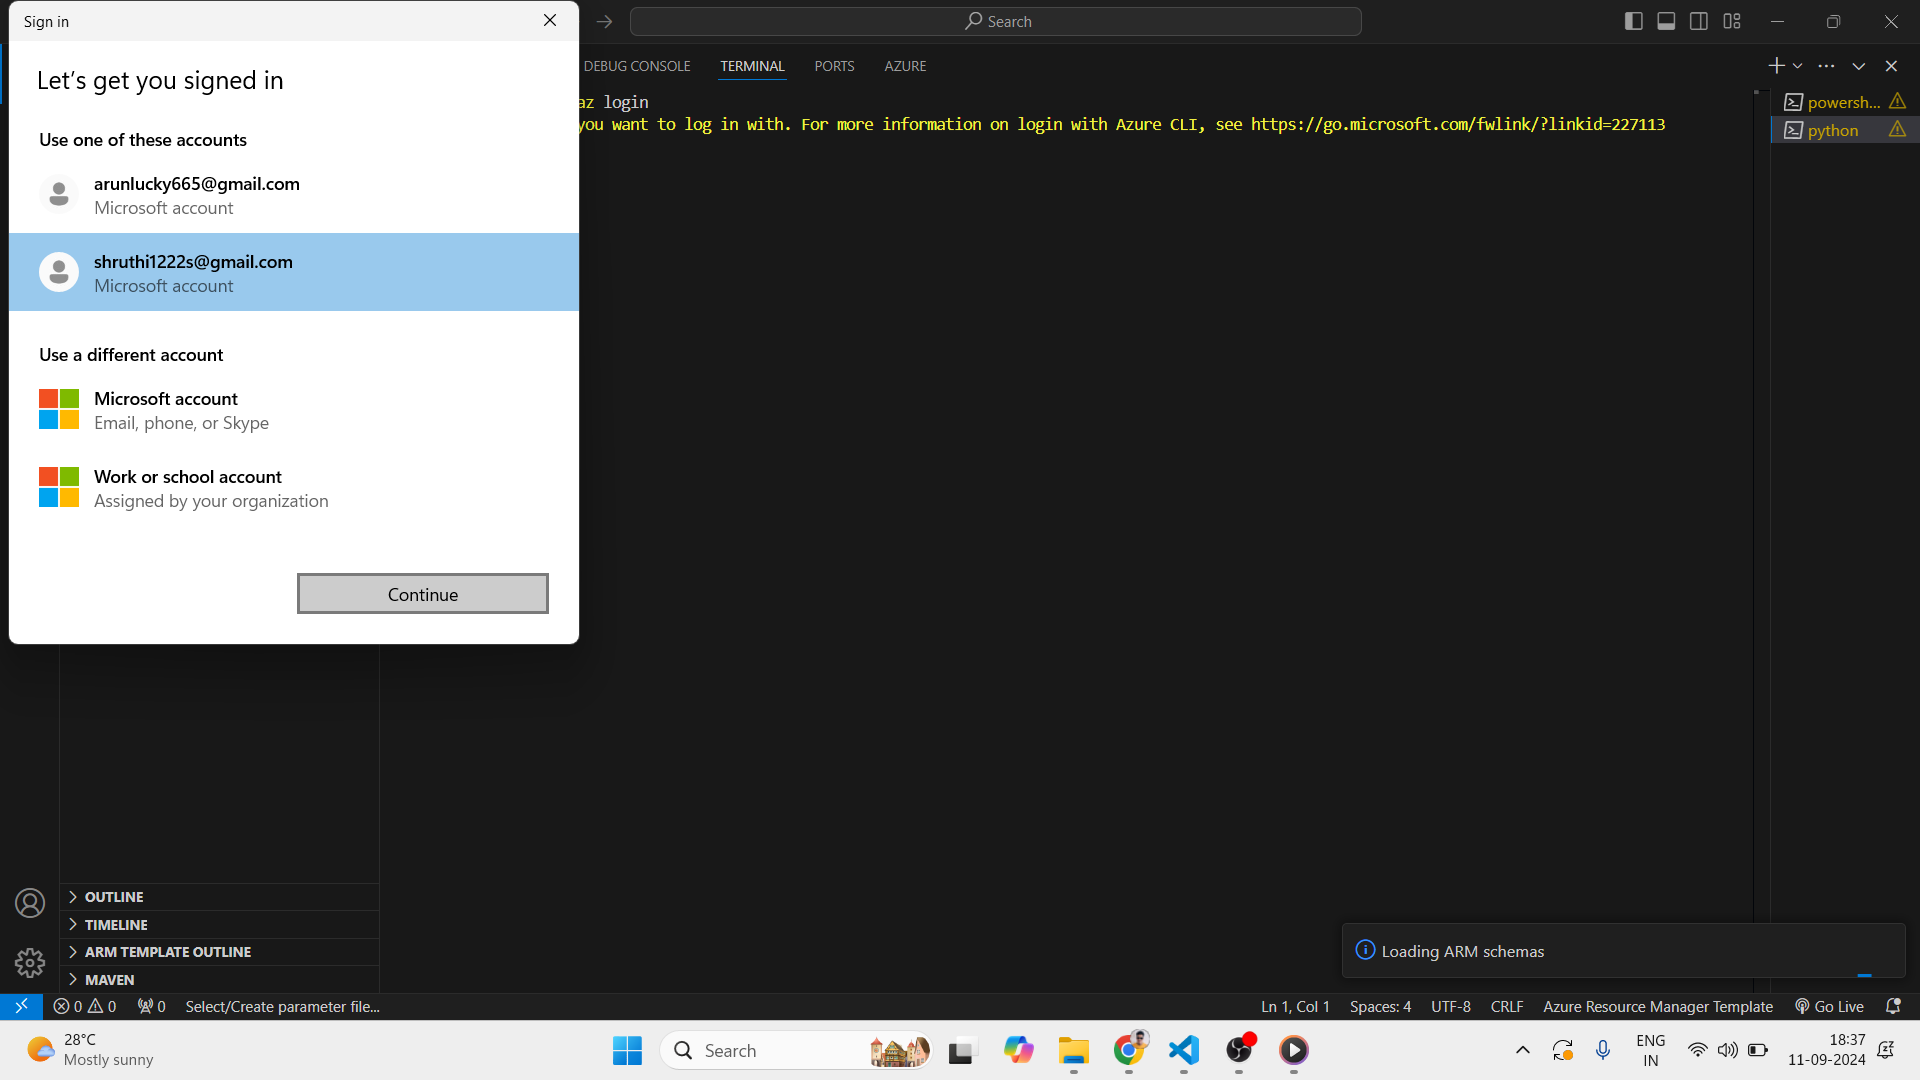 Sign in
Let's get you signed in
Use one of these accounts
arunlucky665@gmail.com
Microsoft account
shruthi1222s@gmail.com
Microsoft account
Use a different account
Microsoft account
Email, phone, or Skype
Work or school account
Assigned by your organization
Continue
Search
DEBUG CONSOLE
TERMINAL
PORTS
AZURE
az login
you want to log in with. For more information on login with Azure CLI, see https://go.microsoft.com/fwlink/?linkid=227113
powersh...
python
OUTLINE
TIMELINE
ARM TEMPLATE OUTLINE
MAVEN
Loading ARM schemas
0 0 0 Select/Create parameter file...
Ln 1, Col 1 Spaces: 4 UTF-8 CRLF Azure Resource Manager Template Go Live
28°C
Mostly sunny
Search
ENG
IN
18:37
11-09-2024